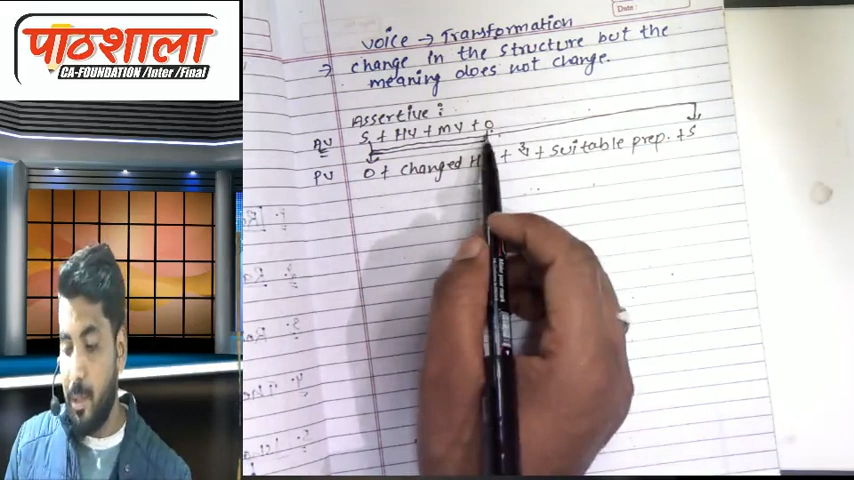 पाठशाला
CA-FOUNDATION/Inter/Final
Date:
Voice → Transformation
→ change in the structure but the
meaning does not change.
Assertive:
AV S + HV + MV + O
PV O + changed + + suitable prep. + S